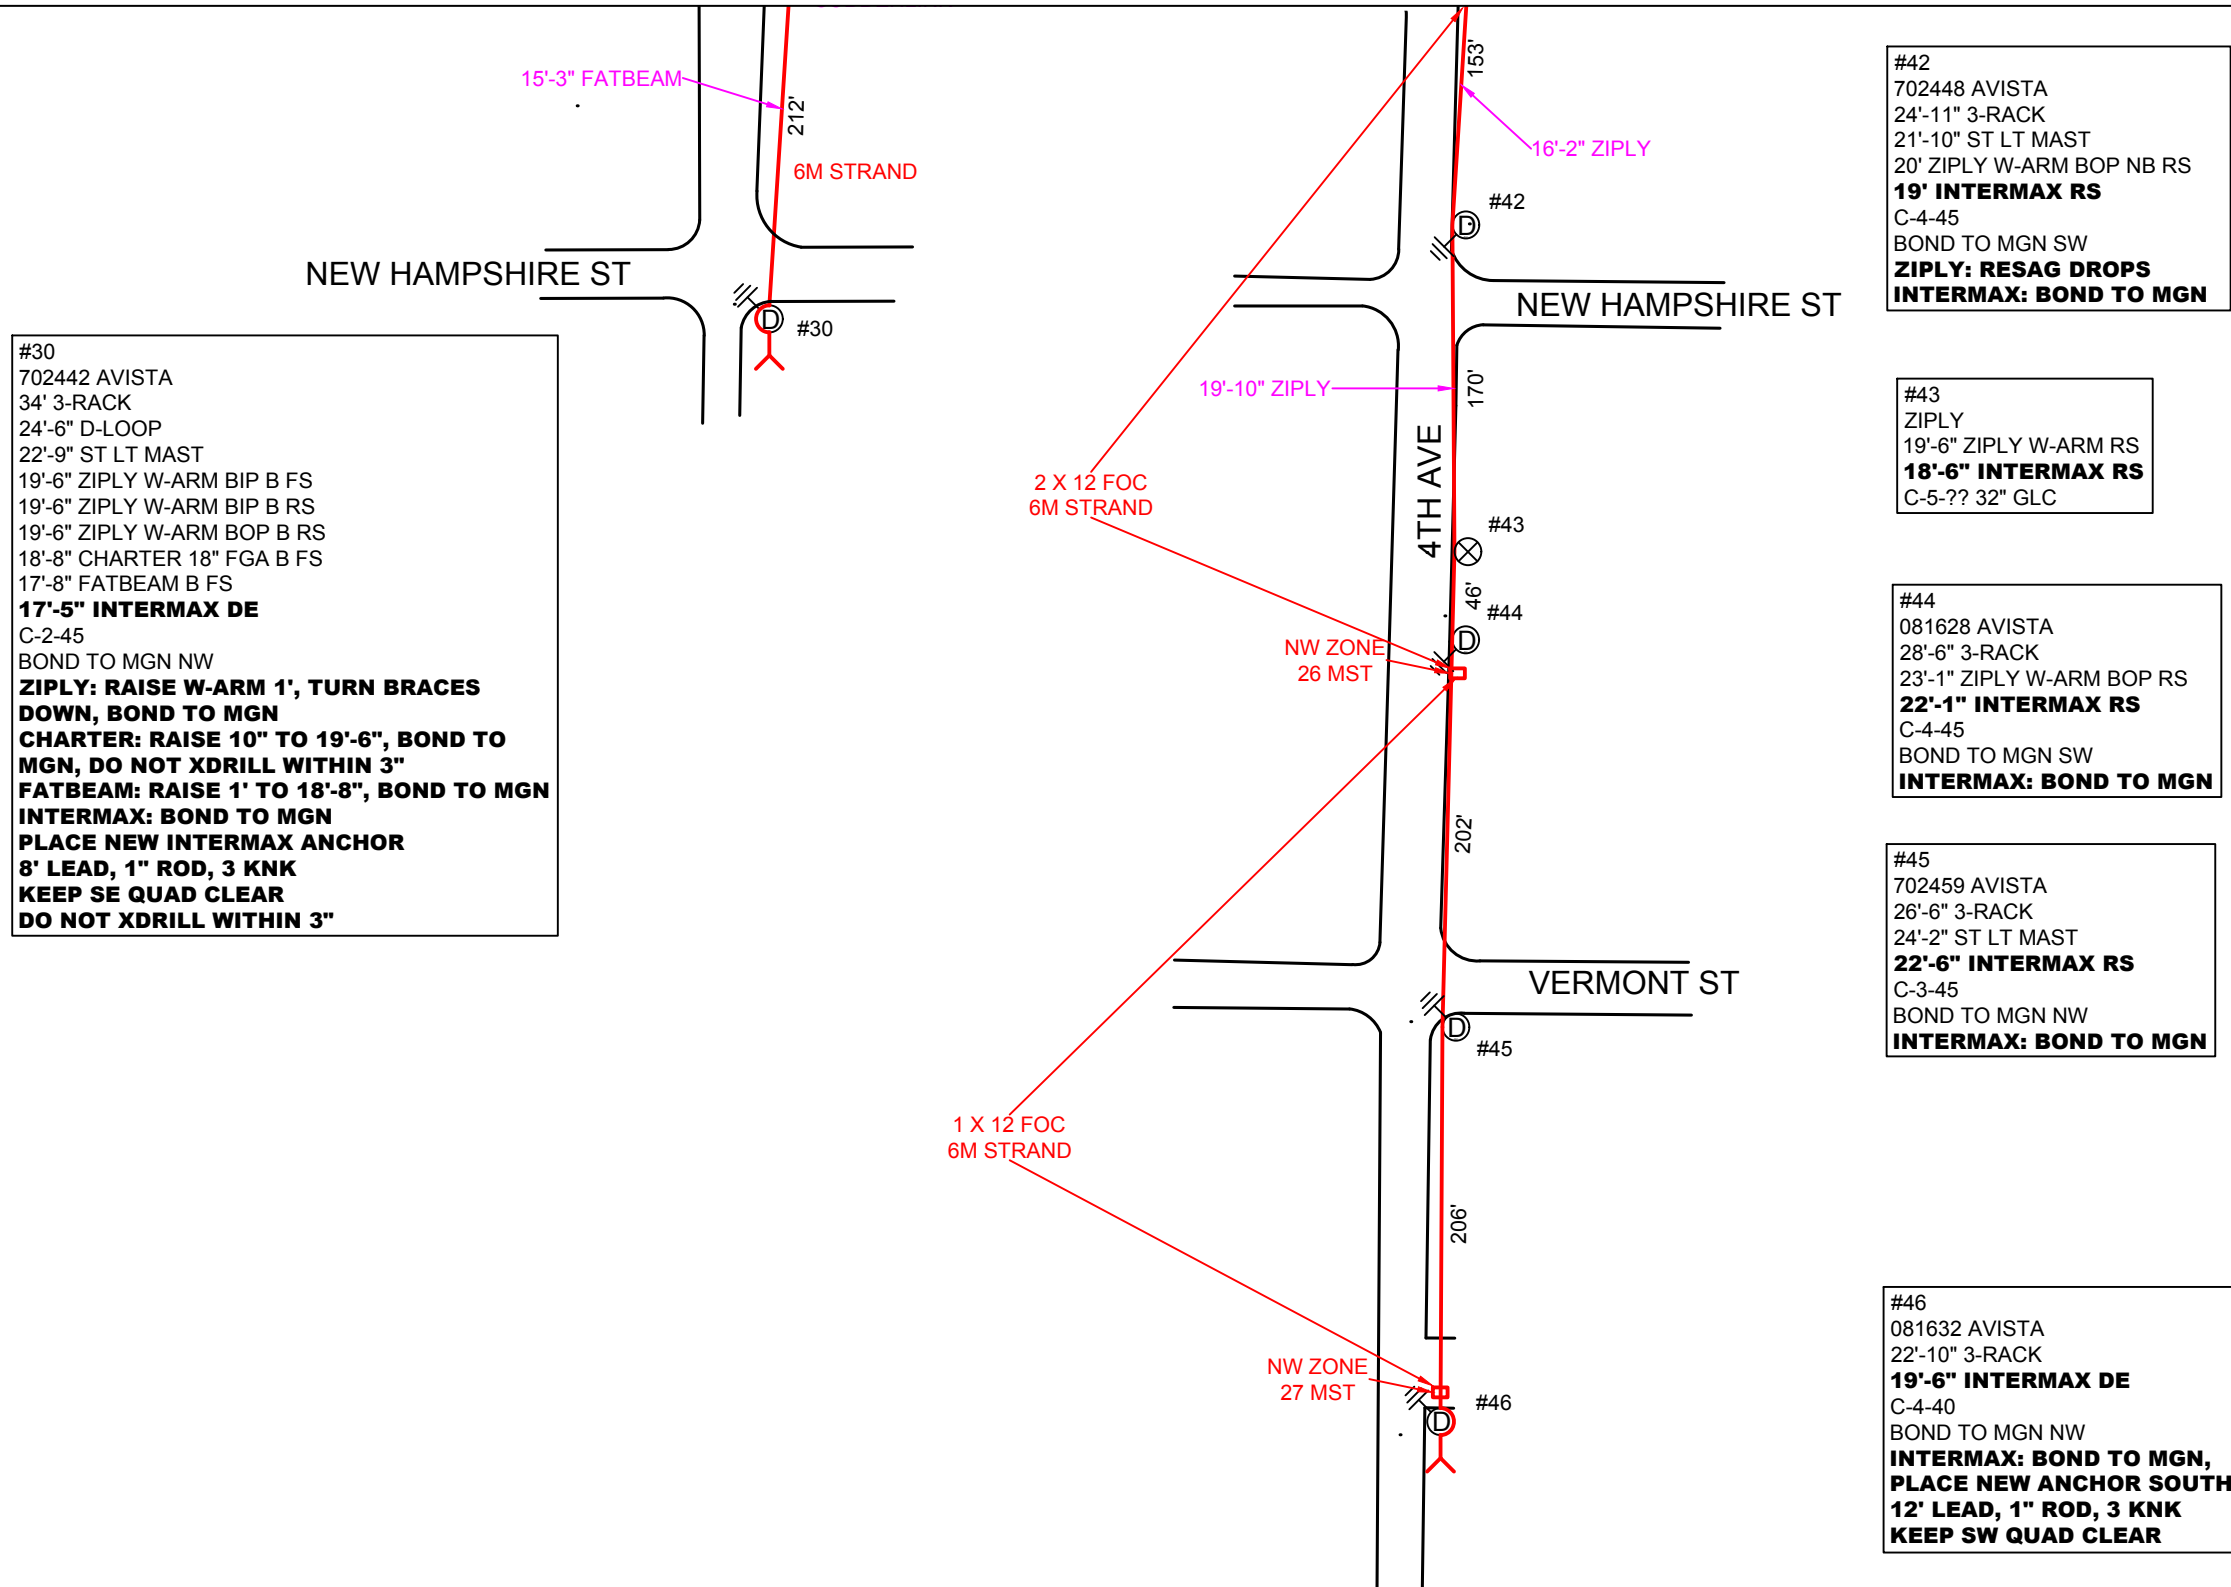 15'-3" FATBEAM
212'
6M STRAND
NEW HAMPSHIRE ST
D
#30
#30
702442 AVISTA
34' 3-RACK
24'-6" D-LOOP
22'-9" ST LT MAST
19'-6" ZIPLY W-ARM BIP B FS
19'-6" ZIPLY W-ARM BIP B RS
19'-6" ZIPLY W-ARM BOP B RS
18'-8" CHARTER 18" FGA B FS
17'-8" FATBEAM B FS
17'-5" INTERMAX DE
C-2-45
BOND TO MGN NW
ZIPLY: RAISE W-ARM 1', TURN BRACES
DOWN, BOND TO MGN
CHARTER: RAISE 10" TO 19'-6", BOND TO
MGN, DO NOT XDRILL WITHIN 3"
FATBEAM: RAISE 1' TO 18'-8", BOND TO MGN
INTERMAX: BOND TO MGN
PLACE NEW INTERMAX ANCHOR
8' LEAD, 1" ROD, 3 KNK
KEEP SE QUAD CLEAR
DO NOT XDRILL WITHIN 3"
153'
16'-2" ZIPLY
#42
D
NEW HAMPSHIRE ST
19'-10" ZIPLY
170'
4TH AVE
2 X 12 FOC
6M STRAND
#43
46'
#44
D
NW ZONE
26 MST
202'
VERMONT ST
D
#45
1 X 12 FOC
6M STRAND
206'
NW ZONE
27 MST
#46
D
#42
702448 AVISTA
24'-11" 3-RACK
21'-10" ST LT MAST
20' ZIPLY W-ARM BOP NB RS
19' INTERMAX RS
C-4-45
BOND TO MGN SW
ZIPLY: RESAG DROPS
INTERMAX: BOND TO MGN
#43
ZIPLY
19'-6" ZIPLY W-ARM RS
18'-6" INTERMAX RS
C-5-?? 32" GLC
#44
081628 AVISTA
28'-6" 3-RACK
23'-1" ZIPLY W-ARM BOP RS
22'-1" INTERMAX RS
C-4-45
BOND TO MGN SW
INTERMAX: BOND TO MGN
#45
702459 AVISTA
26'-6" 3-RACK
24'-2" ST LT MAST
22'-6" INTERMAX RS
C-3-45
BOND TO MGN NW
INTERMAX: BOND TO MGN
#46
081632 AVISTA
22'-10" 3-RACK
19'-6" INTERMAX DE
C-4-40
BOND TO MGN NW
INTERMAX: BOND TO MGN,
PLACE NEW ANCHOR SOUTH
12' LEAD, 1" ROD, 3 KNK
KEEP SW QUAD CLEAR